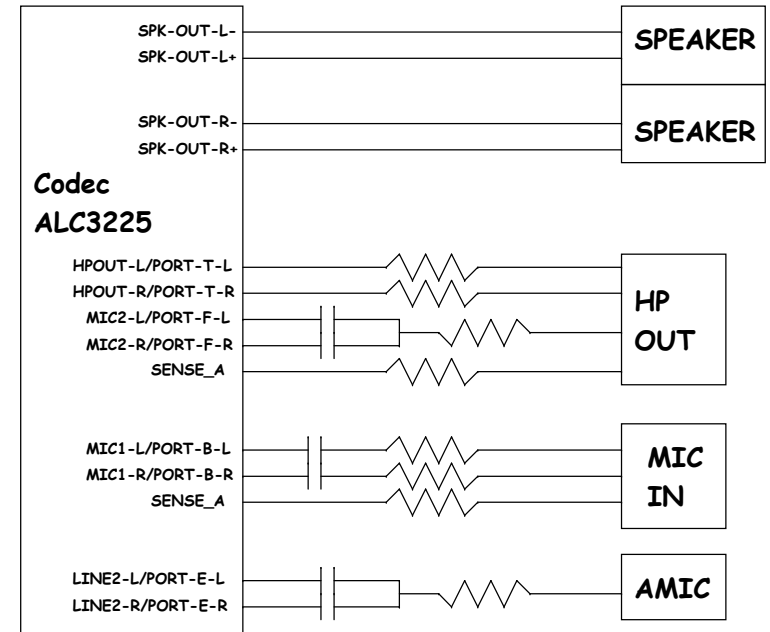 SPK-OUT-L-
SPK-OUT-L+
SPEAKER
SPK-OUT-R-
SPK-OUT-R+
SPEAKER
Codec
ALC3225
HPOUT-L/PORT-T-L
HPOUT-R/PORT-T-R
MIC2-L/PORT-F-L
MIC2-R/PORT-F-R
SENSE_A
HP
OUT
MIC1-L/PORT-B-L
MIC1-R/PORT-B-R
SENSE_A
MIC
IN
LINE2-L/PORT-E-L
LINE2-R/PORT-E-R
AMIC